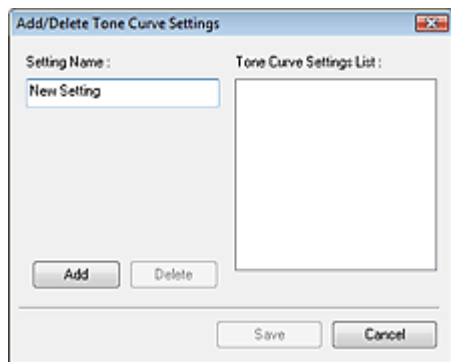 Add/Delete Tone Curve Settings
Setting Name :
Tone Curve Settings List :
New Setting
Add
Delete
Save
Cancel